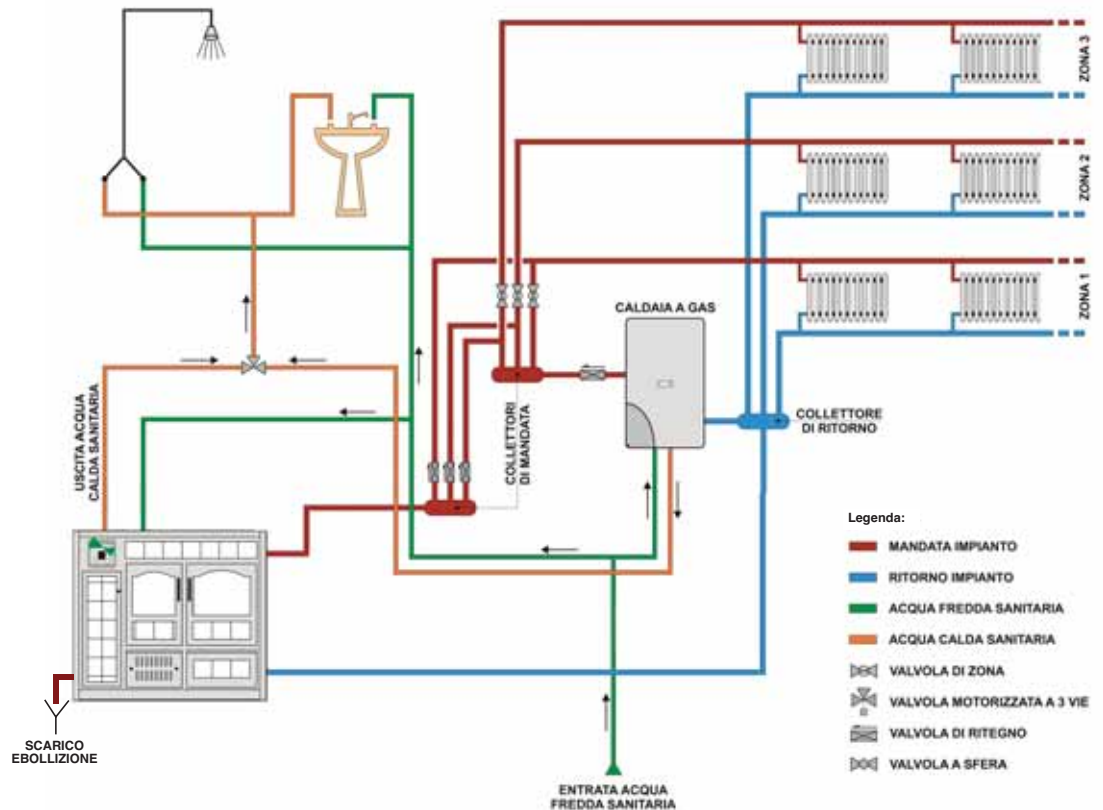 ZONA 3
ZONA 2
ZONA 1
CALDAIA A GAS
COLLETTORE
DI RITORNO
COLLETTORI
DI MANDATA
USCITA ACQUA
CALDA SANITARIA
SCARICO
EBOLLIZIONE
ENTRATA ACQUA
FREDDA SANITARIA
Legenda:
MANDATA IMPIANTO
RITORNO IMPIANTO
ACQUA FREDDA SANITARIA
ACQUA CALDA SANITARIA
VALVOLA DI ZONA
VALVOLA MOTORIZZATA A 3 VIE
VALVOLA DI RITEGNO
VALVOLA A SFERA